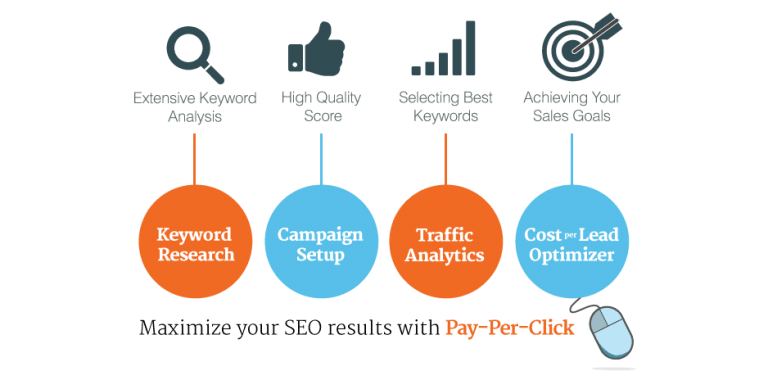 Extensive Keyword
Analysis
High Quality
Score
Selecting Best
Keywords
Achieving Your
Sales Goals
Keyword
Research
Campaign
Setup
Traffic
Analytics
Cost per Lead
Optimizer
Maximize your SEO results with Pay-Per-Click